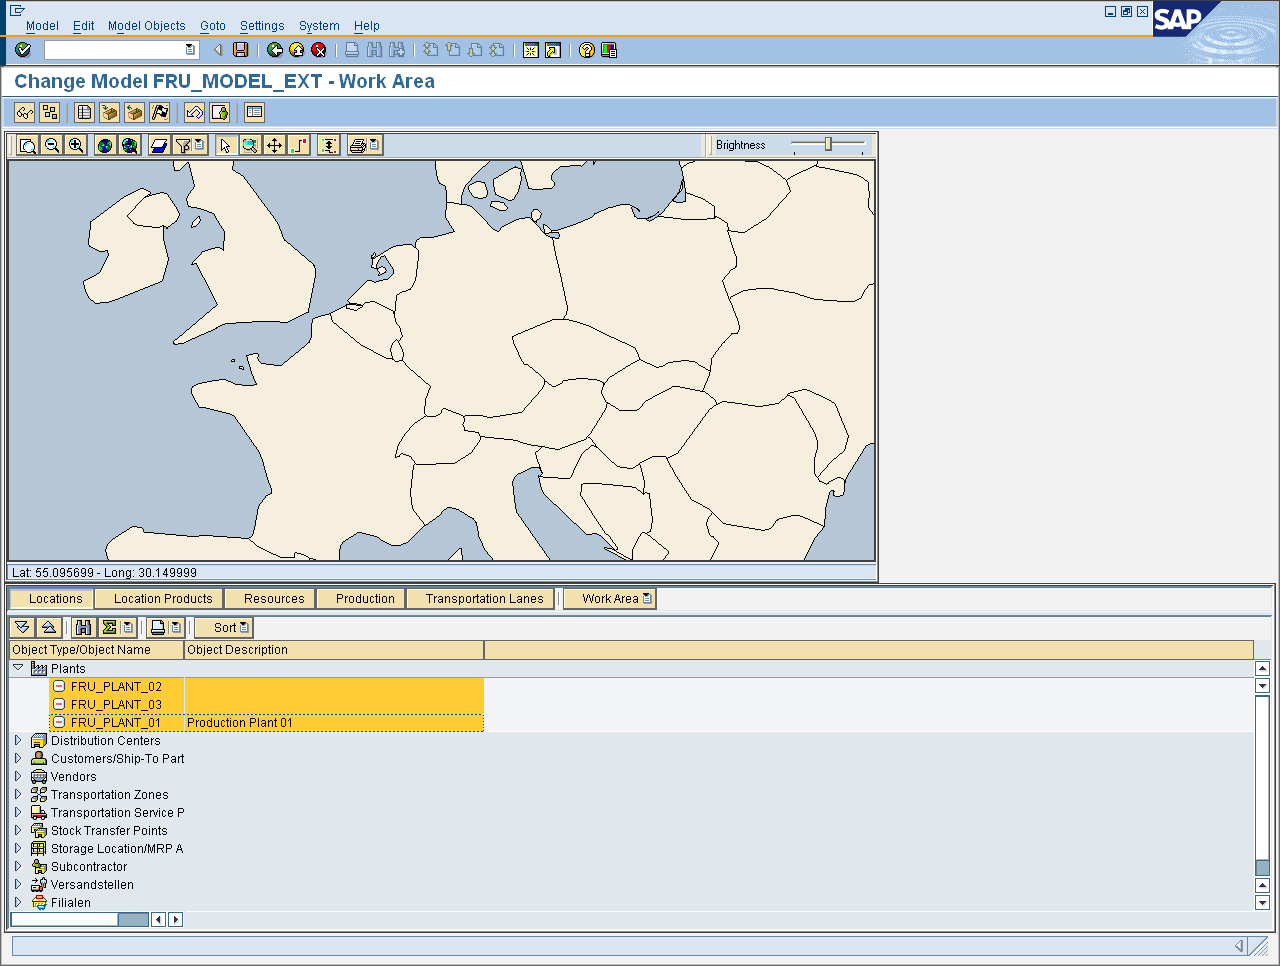 Model Edit Model Objects Goto Settings System Help
SAP
Change Model FRU_MODEL_EXT - Work Area
Brightness
Lat: 55.095699 - Long: 30.149999
Locations Location Products Resources Production Transportation Lanes Work Area
Sort
Object Type/Object Name Object Description
Plants
FRU_PLANT_02
FRU_PLANT_03
FRU_PLANT_01 Production Plant 01
Distribution Centers
Customers/Ship-To Part
Vendors
Transportation Zones
Transportation Service P
Stock Transfer Points
Storage Location/MRP A
Subcontractor
Versandstellen
Filialen